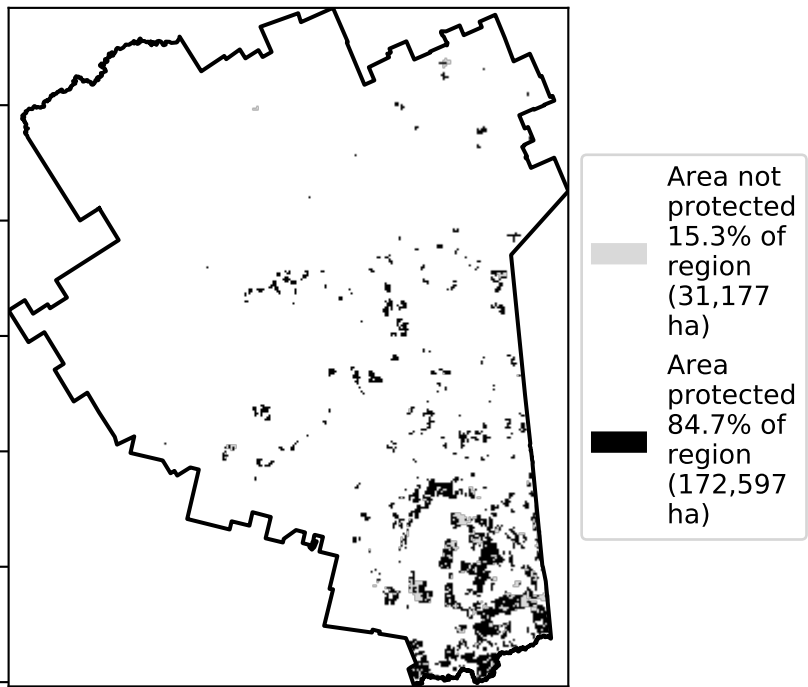 Area not
protected
15.3% of
region
(31,177
ha)
Area
protected
84.7% of
region
(172,597
ha)